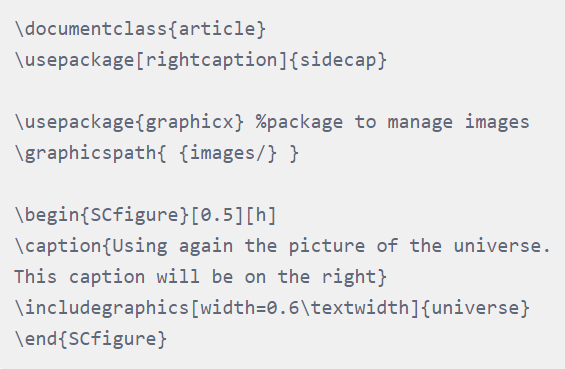 \documentclass{article}
\usepackage[rightcaption]{sidecap}
\usepackage{graphicx} %package to manage images
\graphicspath{ {images/} }
\begin{SCfigure}[0.5][h]
\caption{Using again the picture of the universe.
This caption will be on the right}
\includegraphics[width=0.6\textwidth]{universe}
\end{SCfigure}